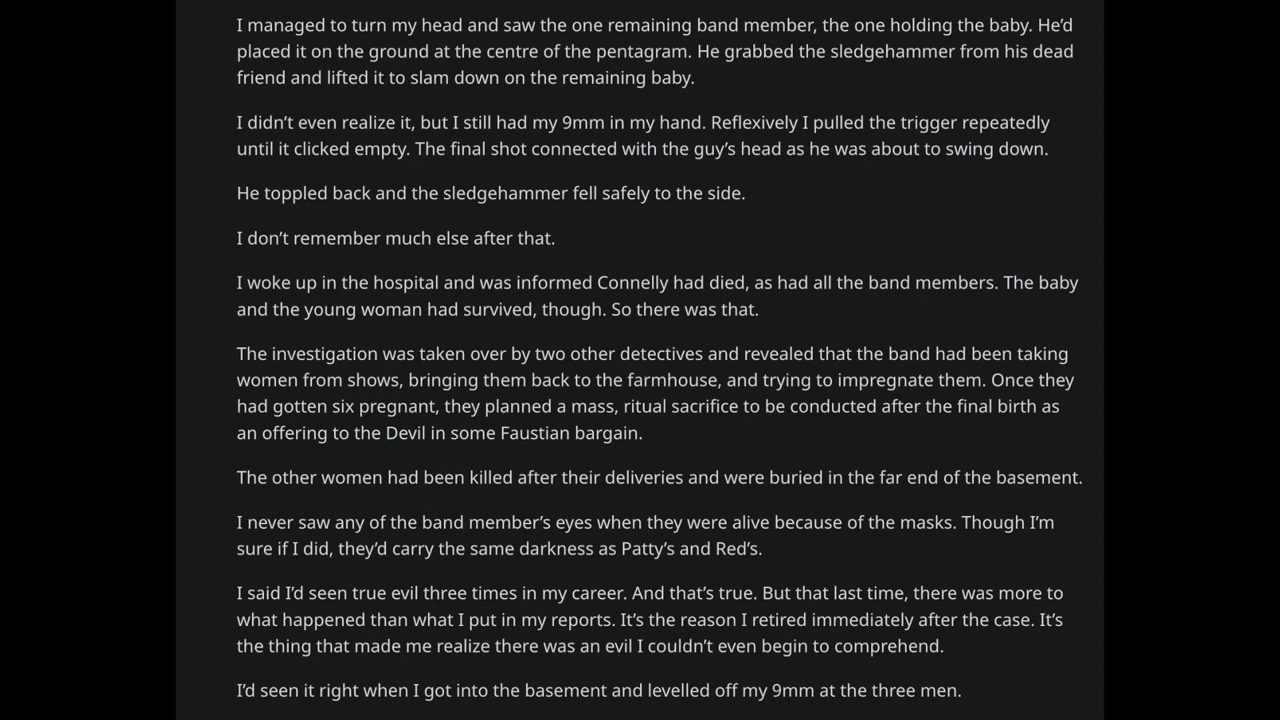 I managed to turn my head and saw the one remaining band member, the one holding the baby. He’d
placed it on the ground at the centre of the pentagram. He grabbed the sledgehammer from his dead
friend and lifted it to slam down on the remaining baby.
I didn’t even realize it, but I still had my 9mm in my hand. Reflexively I pulled the trigger repeatedly
until it clicked empty. The final shot connected with the guy’s head as he was about to swing down.
He toppled back and the sledgehammer fell safely to the side.
I don’t remember much else after that.
I woke up in the hospital and was informed Connelly had died, as had all the band members. The baby
and the young woman had survived, though. So there was that.
The investigation was taken over by two other detectives and revealed that the band had been taking
women from shows, bringing them back to the farmhouse, and trying to impregnate them. Once they
had gotten six pregnant, they planned a mass, ritual sacrifice to be conducted after the final birth as
an offering to the Devil in some Faustian bargain.
The other women had been killed after their deliveries and were buried in the far end of the basement.
I never saw any of the band member’s eyes when they were alive because of the masks. Though I’m
sure if I did, they’d carry the same darkness as Patty’s and Red’s.
I said I’d seen true evil three times in my career. And that’s true. But that last time, there was more to
what happened than what I put in my reports. It’s the reason I retired immediately after the case. It’s
the thing that made me realize there was an evil I couldn’t even begin to comprehend.
I’d seen it right when I got into the basement and levelled off my 9mm at the three men.